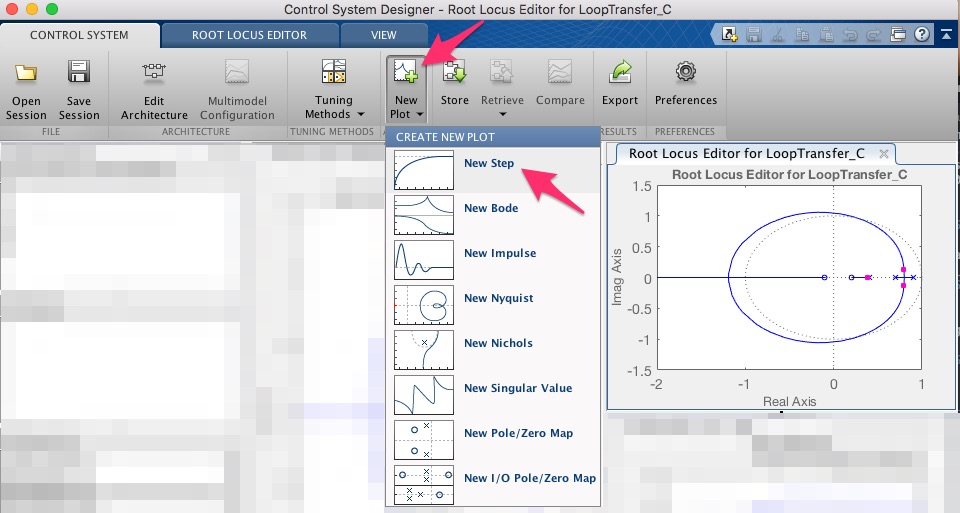 Control System Designer - Root Locus Editor for LoopTransfer_C
CONTROL SYSTEM
ROOT LOCUS EDITOR
VIEW
Open Session
Save Session
Edit Architecture
Multimodel Configuration
Tuning Methods
New Plot
Store
Retrieve
Compare
Export
Preferences
FILE
ARCHITECTURE
TUNING METHODS
RESULTS
PREFERENCES
CREATE NEW PLOT
New Step
New Bode
New Impulse
New Nyquist
New Nichols
New Singular Value
New Pole/Zero Map
New I/O Pole/Zero Map
Root Locus Editor for LoopTransfer_C
Root Locus Editor for LoopTransfer_C
1.5
1
0.5
0
-0.5
-1
-1.5
Imag Axis
-2
-1
0
1
Real Axis